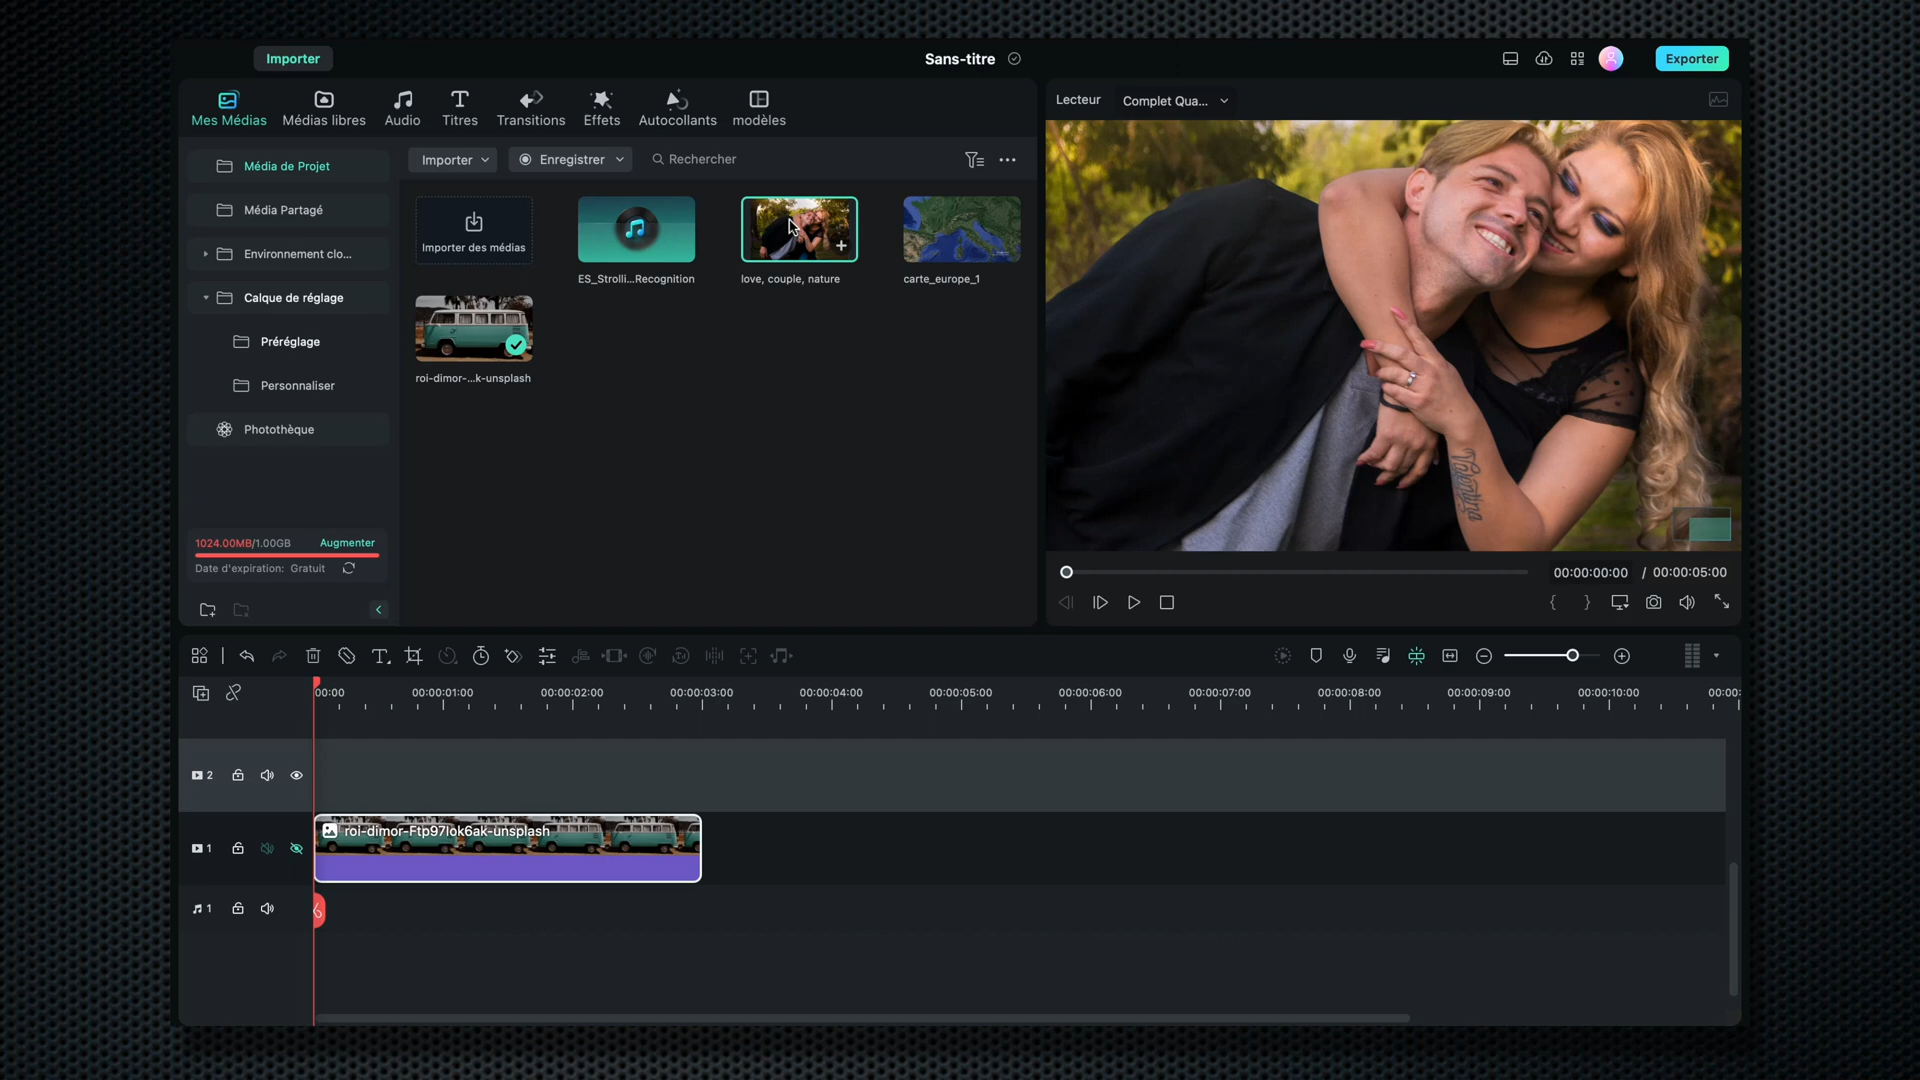 Importer
Sans-titre
Exporter
Mes Médias
Médias libres
Audio
Titres
Transitions
Effets
Autocollants
modèles
Lecteur
Complet Qua...
Média de Projet
Média Partagé
Environnement clo...
Calque de réglage
Préréglage
Personnaliser
Photothèque
1024.00MB/1.00GB
Augmenter
Date d'expiration: Gratuit
Importer
Enregistrer
Rechercher
Importer des médias
ES_Strolli...Recognition
love, couple, nature
carte_europe_1
roi-dimor-...k-unsplash
Valentina
00:00:00:00 / 00:00:05:00
00:00
00:00:01:00
00:00:02:00
00:00:03:00
00:00:04:00
00:00:05:00
00:00:06:00
00:00:07:00
00:00:08:00
00:00:09:00
00:00:10:00
00:00:
2
1
roi-dimor-Ftp97lok6ak-unsplash
1